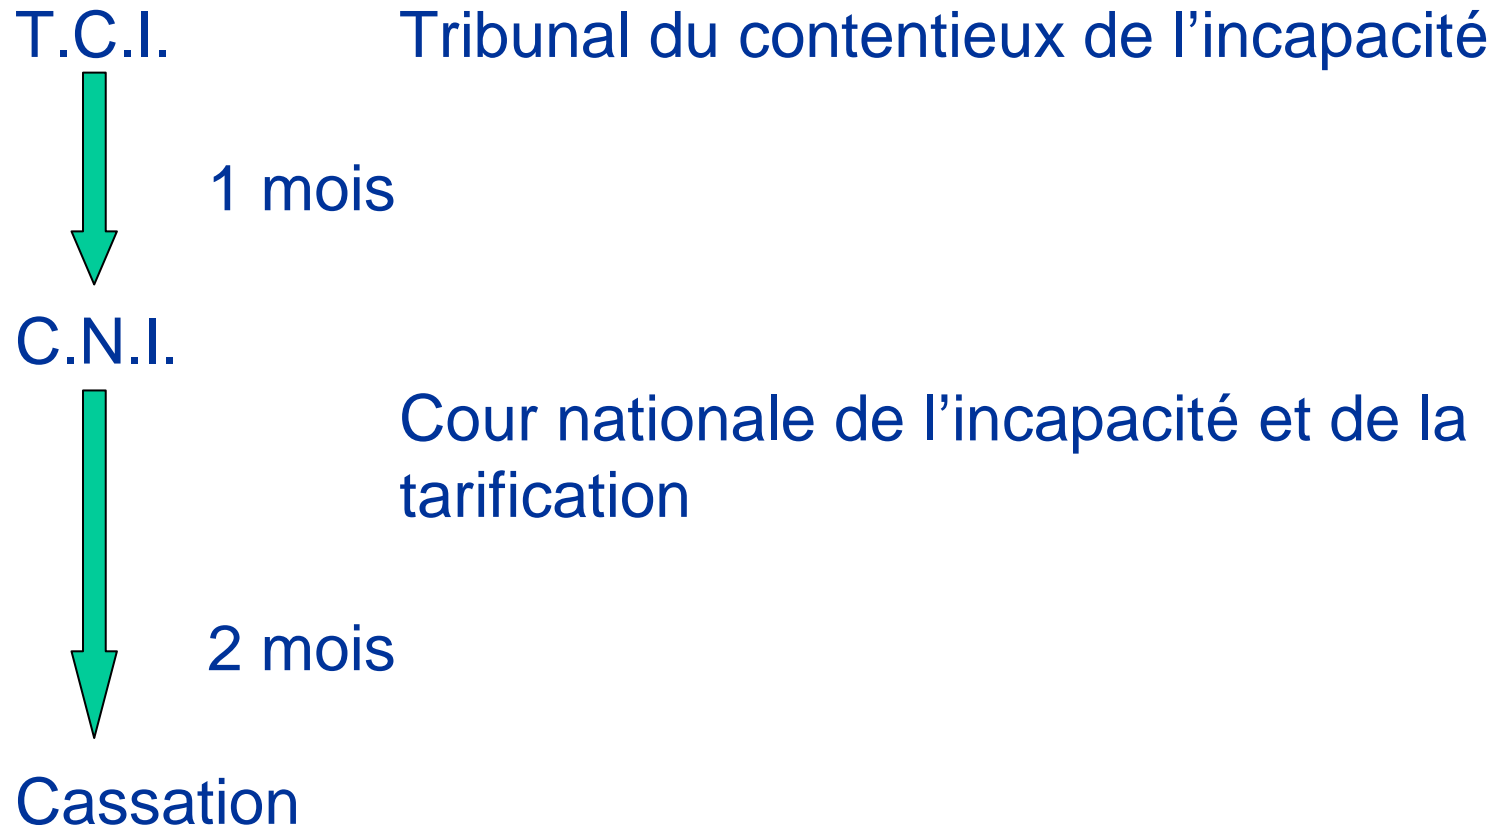 T.C.I. Tribunal du contentieux de l’incapacité
1 mois
C.N.I.
Cour nationale de l’incapacité et de la
tarification
2 mois
Cassation